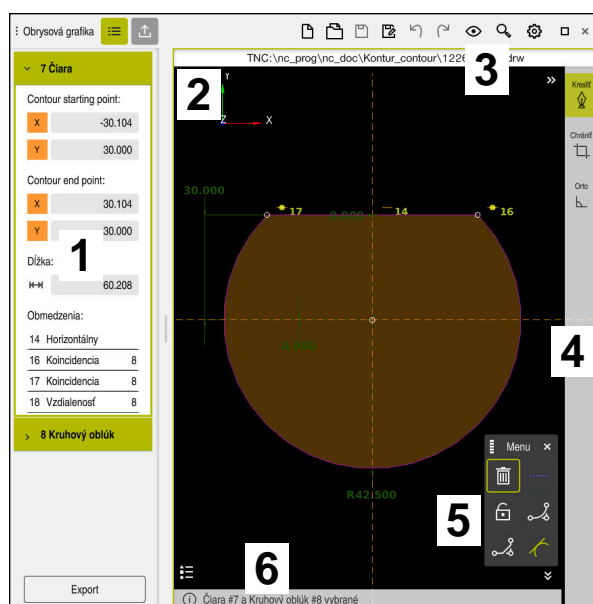 Obrysová grafika
TNC:\nc_prog\nc_doc\Kontur_contour\1226
drw
7 Čiara
Contour starting point:
X -30.104
Y 30.000
Contour end point:
X 30.104
Y 30.000
Dĺžka:
60.208
Obmedzenia:
14 Horizontálny
16 Koincidencia 8
17 Koincidencia 8
18 Vzdialenosť 8
8 Kruhový oblúk
Export
1
2
3
4
5
6
Y
Z X
30.000
17
14
16
R42.500
Kresliť
Chrániť
Orto
Menu
Čiara #7 a Kruhový oblúk #8 vybrané